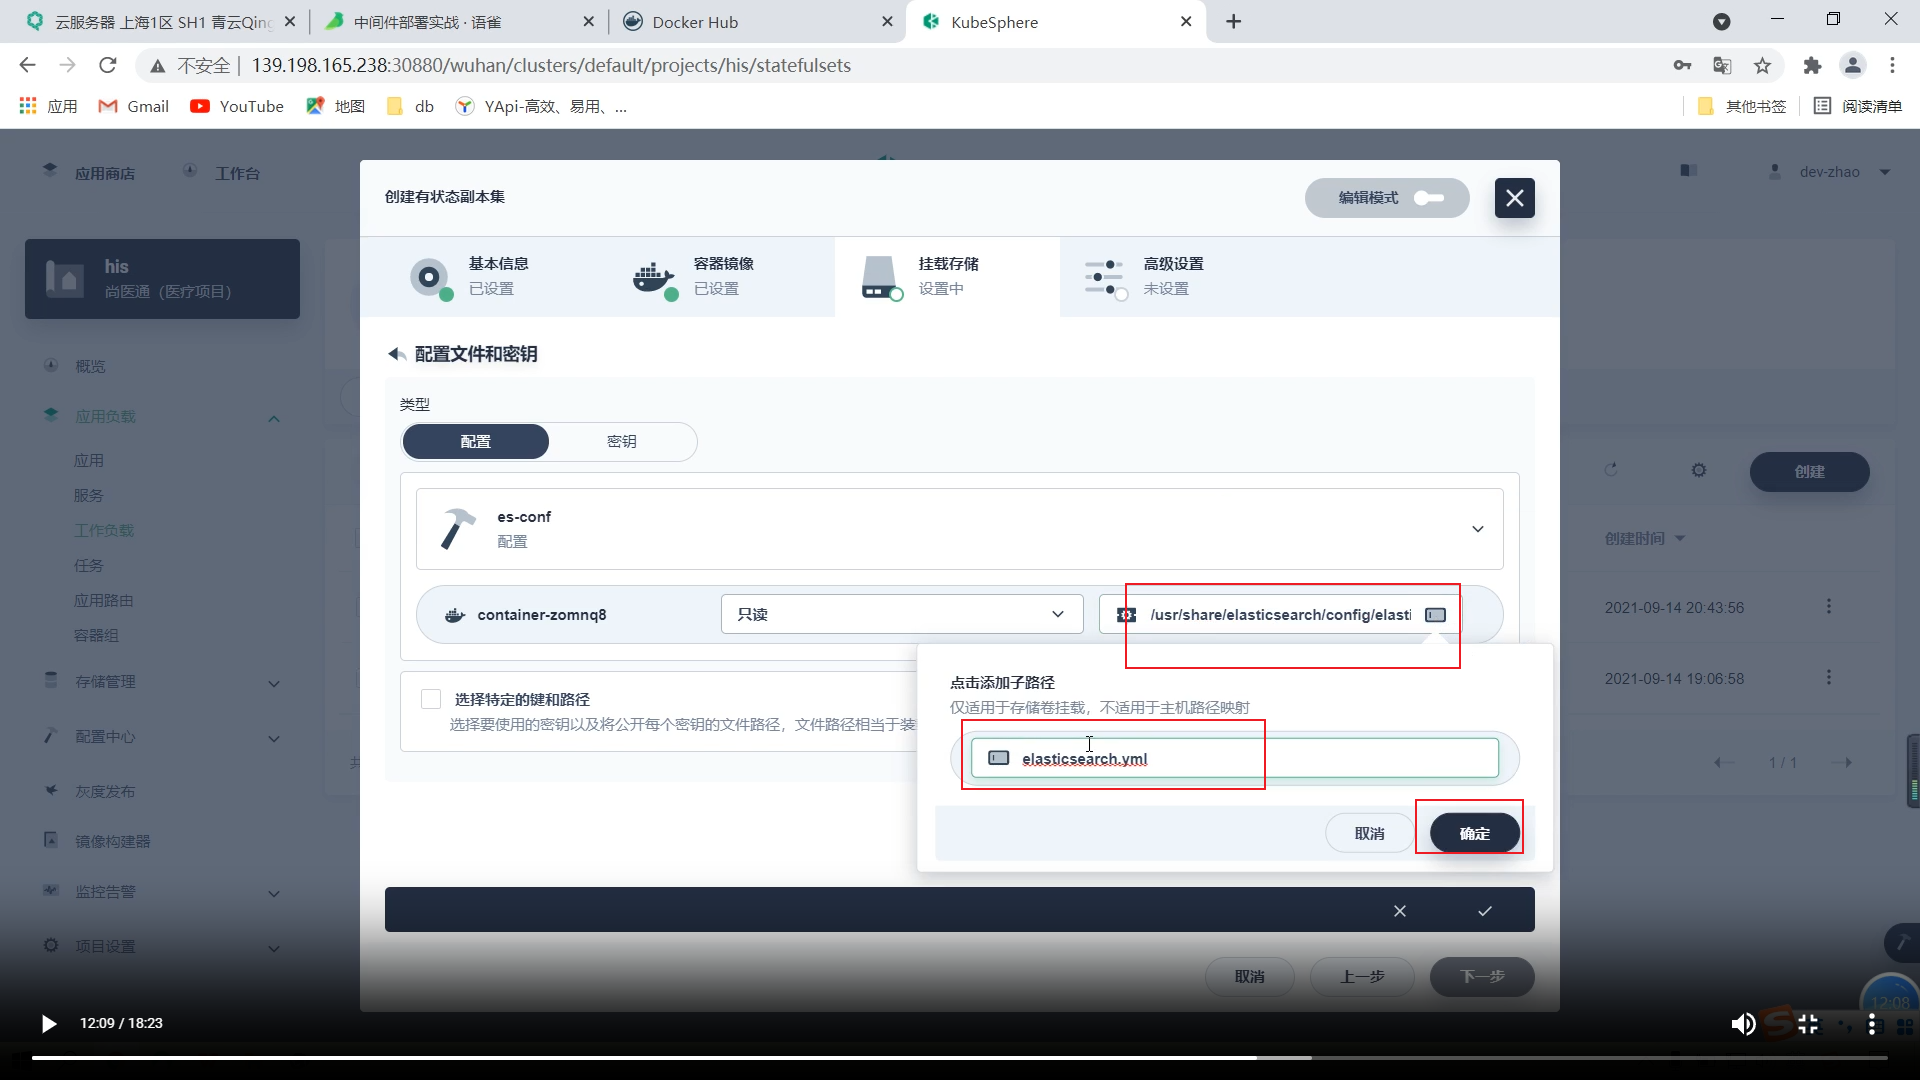 云服务器 上海1区 SH1 青云Qing
中间件部署实战 · 语雀
Docker Hub
KubeSphere
不安全
139.198.165.238:30880/wuhan/clusters/default/projects/his/statefulsets
应用
Gmail
YouTube
地图
db
YApi-高效、易用、...
其他书签
阅读清单
应用商店
工作台
dev-zhao
创建有状态副本集
编辑模式
his
尚医通（医疗项目）
基本信息
已设置
容器镜像
已设置
挂载存储
设置中
高级设置
未设置
配置文件和密钥
概览
应用负载
应用
服务
工作负载
任务
应用路由
容器组
存储管理
配置中心
灰度发布
镜像构建器
监控告警
项目设置
类型
配置
密钥
es-conf
配置
container-zomnq8
只读
/usr/share/elasticsearch/config/elasti
选择特定的键和路径
选择要使用的密钥以及将公开每个密钥的文件路径，文件路径相当于装
点击添加子路径
仅适用于存储卷挂载，不适用于主机路径映射
elasticsearch.yml
取消
确定
创建
创建时间
2021-09-14 20:43:56
2021-09-14 19:06:58
共
1 / 1
取消
上一步
下一步
12:08
12:09 / 18:23